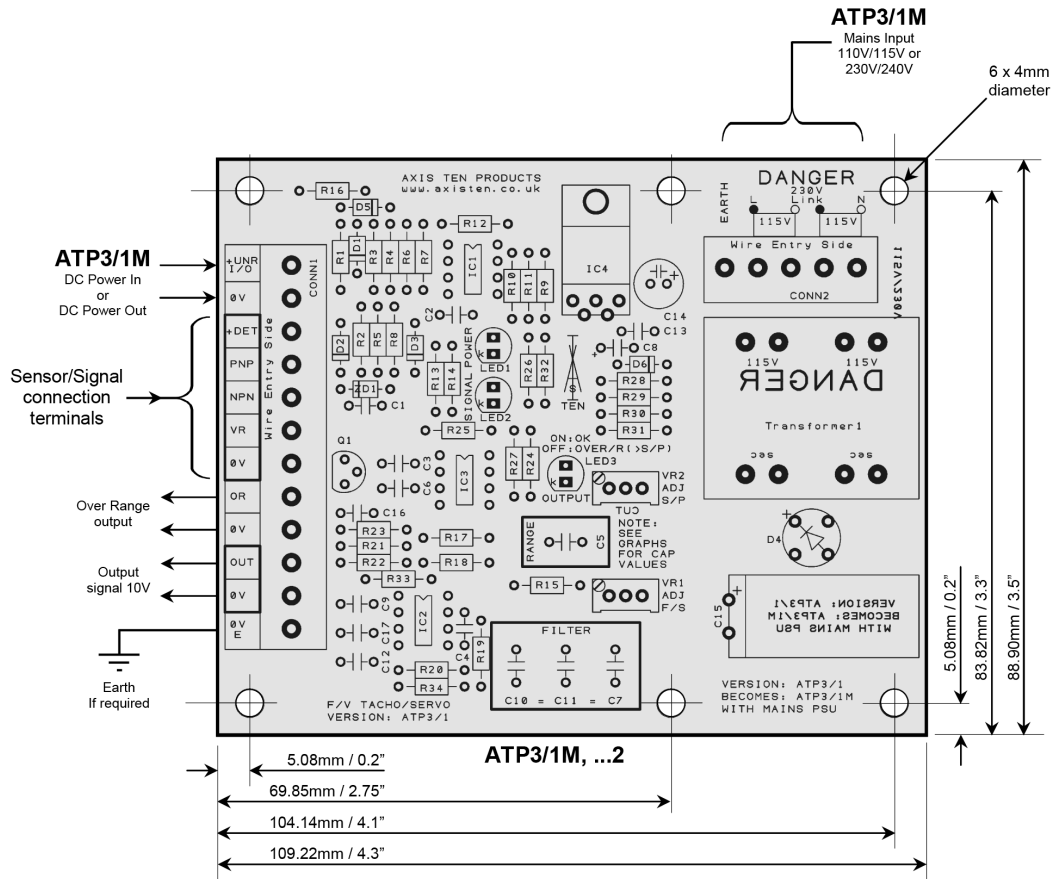 ATP3/1M
Mains Input
110V/115V or
230V/240V
6 x 4mm
diameter
AXIS TEN PRODUCTS
www.axisten.co.uk
DANGER
230V
Link
EARTH
L
N
115V
115V
Wire Entry Side
CONN2
115V/230V
R16
D5
R12
R1
D1
R3
R4
R6
R7
IC1
R10
R11
R9
IC4
C14
C13
C2
C8
D6
ATP3/1M
DC Power In
or
DC Power Out
+UNR
I/O
0V
+DET
PNP
NPN
VR
0V
OR
0V
OUT
0V
0V
E
CONN1
Wire Entry Side
Sensor/Signal
connection
terminals
Over Range
output
Output
signal 10V
Earth
If required
D2
R2
R5
R8
D3
ZD1
C1
R13
R14
SIGNAL POWER
k
LED1
k
LED2
R26
R32
S
TEN
R28
R29
R30
R31
115V
115V
DANGER
Transformer1
sec
sec
R25
Q1
C3
C6
IC3
R27
R24
ON:OK
OFF:OVER/R(>S/P)
LED3
k
OUTPUT
VR2
ADJ
S/P
CUT
NOTE:
SEE
GRAPHS
FOR CAP
VALUES
RANGE
C5
C16
R23
R21
R22
R33
R17
R18
R15
VR1
ADJ
F/S
D4
C15
VERSION: ATP3/1
BECOMES: ATP3/1M
WITH MAINS PSU
C9
C17
C12
IC2
C4
R19
R20
R34
FILTER
C10 = C11 = C7
F/V TACHO/SERVO
VERSION: ATP3/1
VERSION: ATP3/1
BECOMES: ATP3/1M
WITH MAINS PSU
5.08mm / 0.2"
83.82mm / 3.3"
88.90mm / 3.5"
ATP3/1M, ...2
5.08mm / 0.2"
69.85mm / 2.75"
104.14mm / 4.1"
109.22mm / 4.3"